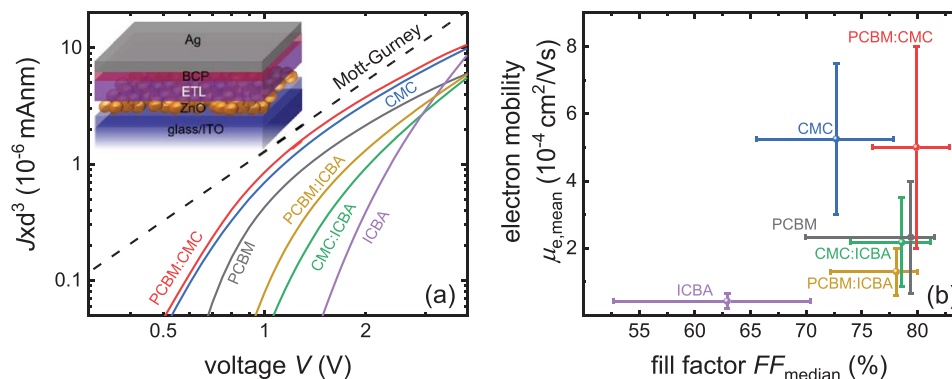 (a)
Jxd³ (10⁻⁶ mAnm)
10
1
0.1
Ag
BCP
ETL
ZnO
glass/ITO
Mott-Gurney
CMC
PCBM:CMC
PCBM
PCBM:ICBA
CMC:ICBA
ICBA
(a)
0.5
1
2
voltage V (V)
b)
electron mobility
μe,mean (10⁻⁴ cm²/Vs)
8
6
4
2
PCBM:CMC
CMC
PCBM
CMC:ICBA
PCBM:ICBA
ICBA
(b)
55
60
65
70
75
80
fill factor FFmedian (%)